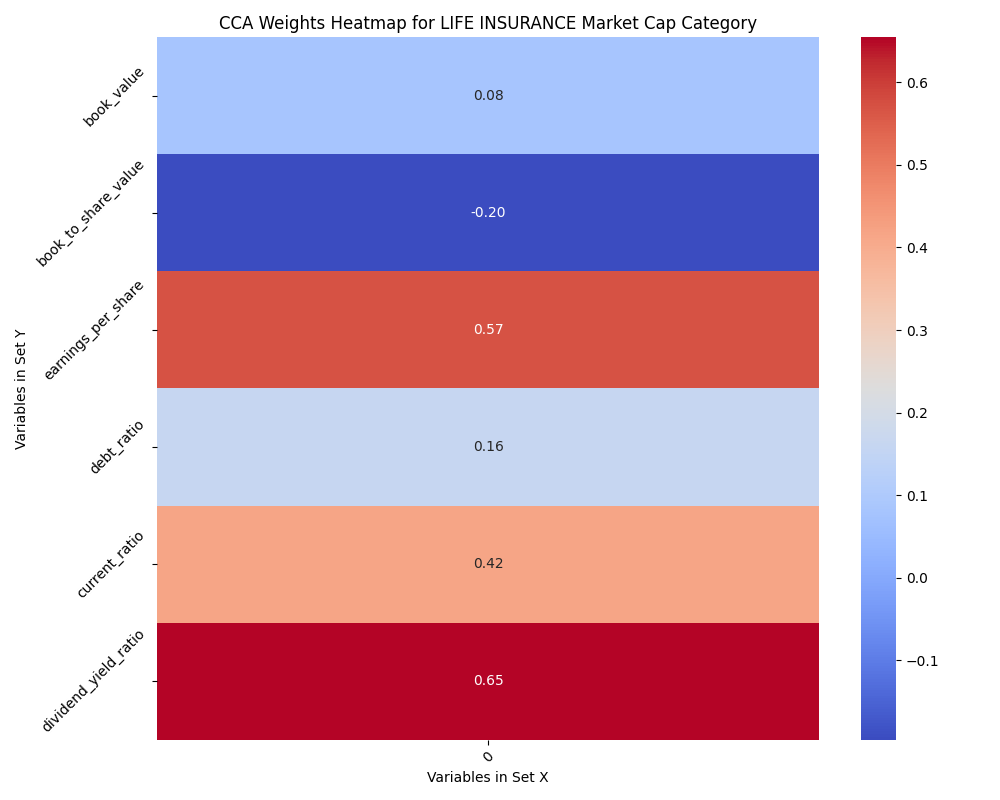 CCA Weights Heatmap for LIFE INSURANCE Market Cap Category
Variables in Set Y
book_value
0.08
book_to_share_value
-0.20
earnings_per_share
0.57
debt_ratio
0.16
current_ratio
0.42
dividend_yield_ratio
0.65
0
Variables in Set X
0.6
0.5
0.4
0.3
0.2
0.1
0.0
−0.1